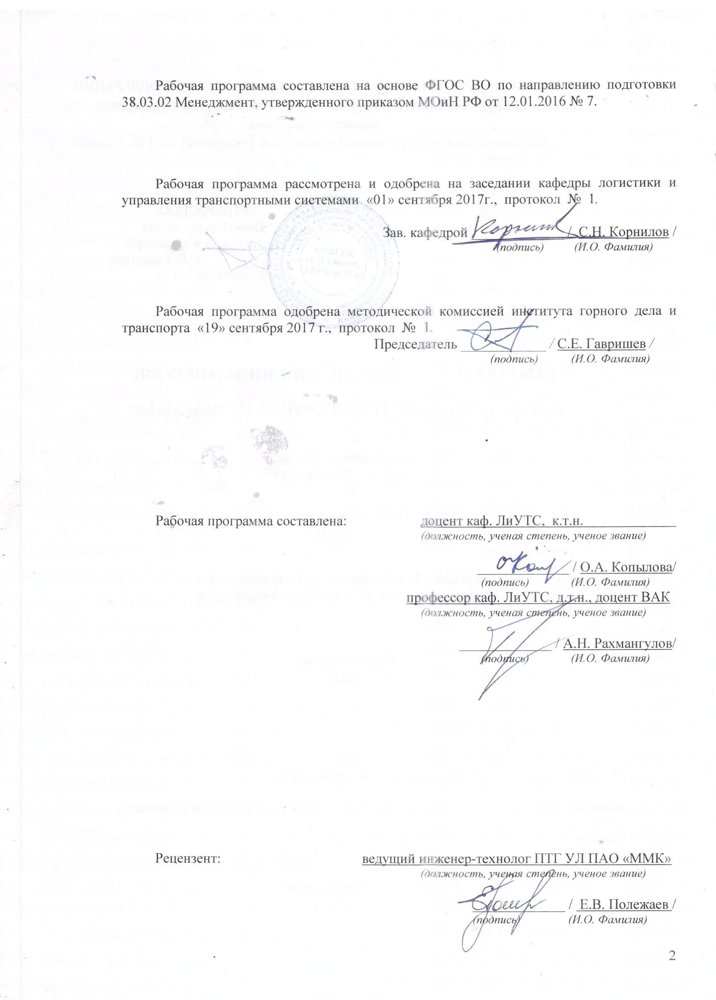 Рабочая программа составлена на основе ФГОС ВО по направлению подготовки
38.03.02 Менеджмент, утвержденного приказом МОиН РФ от 12.01.2016 № 7.
Рабочая программа рассмотрена и одобрена на заседании кафедры логистики и
управления транспортными системами «01» сентября 2017г., протокол № 1.
Зав. кафедрой ____________ / С.Н. Корнилов /
(подпись) (И.О. Фамилия)
Рабочая программа одобрена методической комиссией института горного дела и
транспорта «19» сентября 2017 г., протокол № 1.
Председатель ____________ / С.Е. Гавришев /
(подпись) (И.О. Фамилия)
Рабочая программа составлена: доцент каф. ЛиУТС, к.т.н.
(должность, ученая степень, ученое звание)
____________ / О.А. Копылова/
(подпись) (И.О. Фамилия)
профессор каф. ЛиУТС, д.т.н., доцент ВАК
(должность, ученая степень, ученое звание)
____________ / А.Н. Рахмангулов/
(подпись) (И.О. Фамилия)
Рецензент: ведущий инженер-технолог ПТГ УЛ ПАО «ММК»
(должность, ученая степень, ученое звание)
____________ / Е.В. Полежаев /
(подпись) (И.О. Фамилия)
2